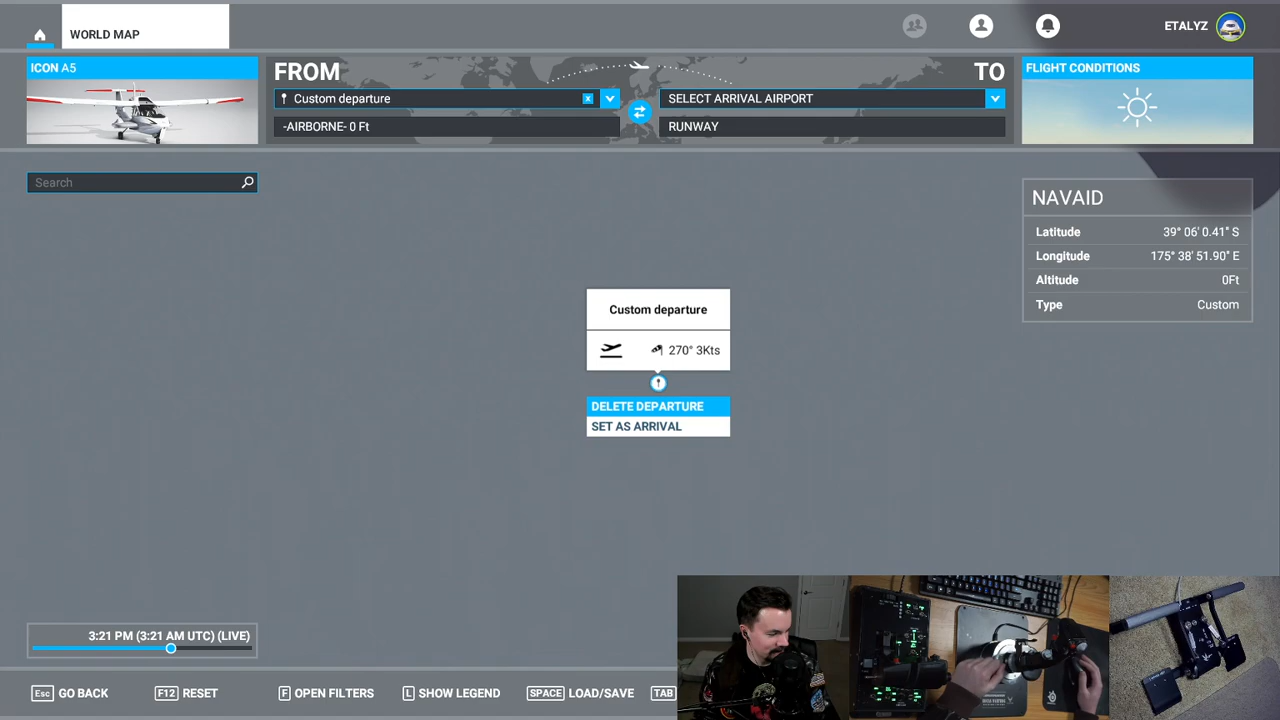 WORLD MAP
ETALYZ
ICON A5
FROM
TO
Custom departure
x
SELECT ARRIVAL AIRPORT
-AIRBORNE- 0 Ft
RUNWAY
FLIGHT CONDITIONS
Search
NAVAID
Latitude 39° 06' 0.41" S
Longitude 175° 38' 51.90" E
Altitude 0Ft
Type Custom
Custom departure
270° 3Kts
DELETE DEPARTURE
SET AS ARRIVAL
3:21 PM (3:21 AM UTC) (LIVE)
Esc GO BACK
F12 RESET
F OPEN FILTERS
L SHOW LEGEND
SPACE LOAD/SAVE
TAB